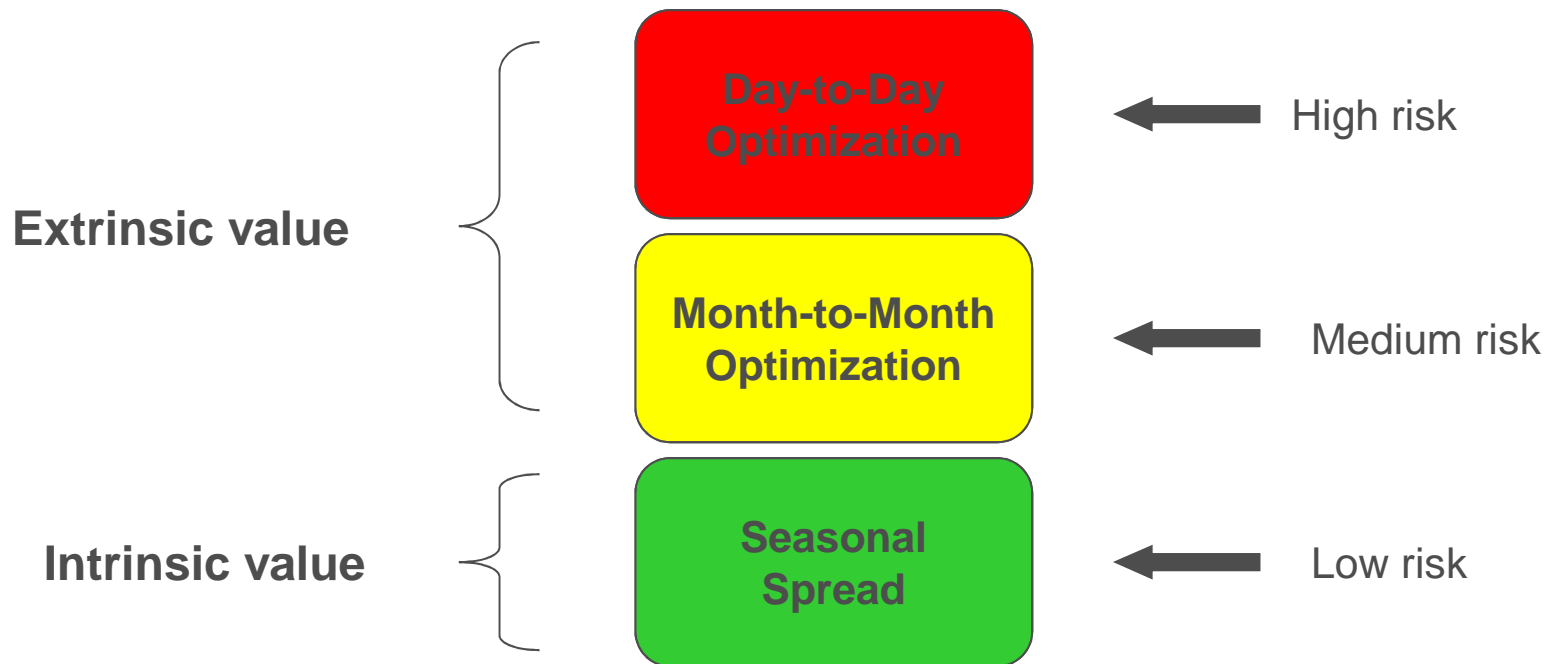 Day-to-Day
Optimization
High risk
Extrinsic value
Month-to-Month
Optimization
Medium risk
Seasonal
Spread
Intrinsic value
Low risk